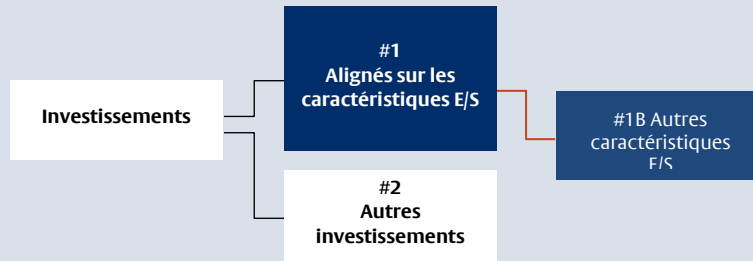 Investissements
#1
Alignés sur les
caractéristiques E/S
#2
Autres
investissements
#1B Autres
caractéristiques
E/S